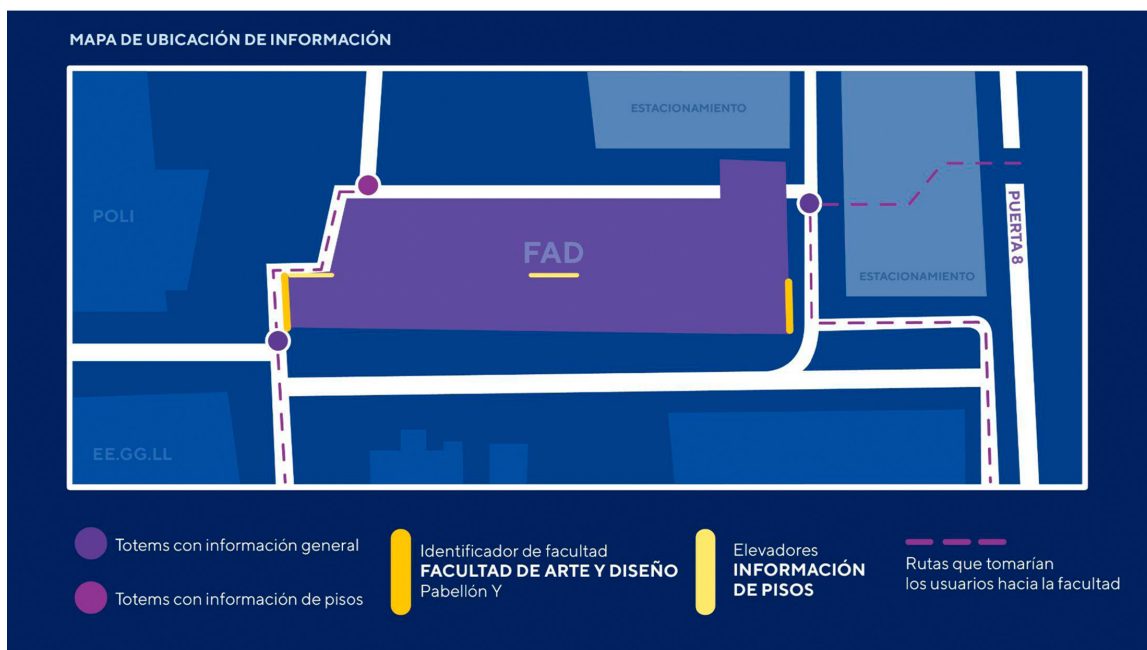 MAPA DE UBICACIÓN DE INFORMACIÓN
ESTACIONAMIENTO
POLI
FAD
PUERTA 8
ESTACIONAMIENTO
EE.GG.LL
Totems con información general
Totems con información de pisos
Identificador de facultad
FACULTAD DE ARTE Y DISEÑO
Pabellón Y
Elevadores
INFORMACIÓN
DE PISOS
Rutas que tomarían
los usuarios hacia la facultad